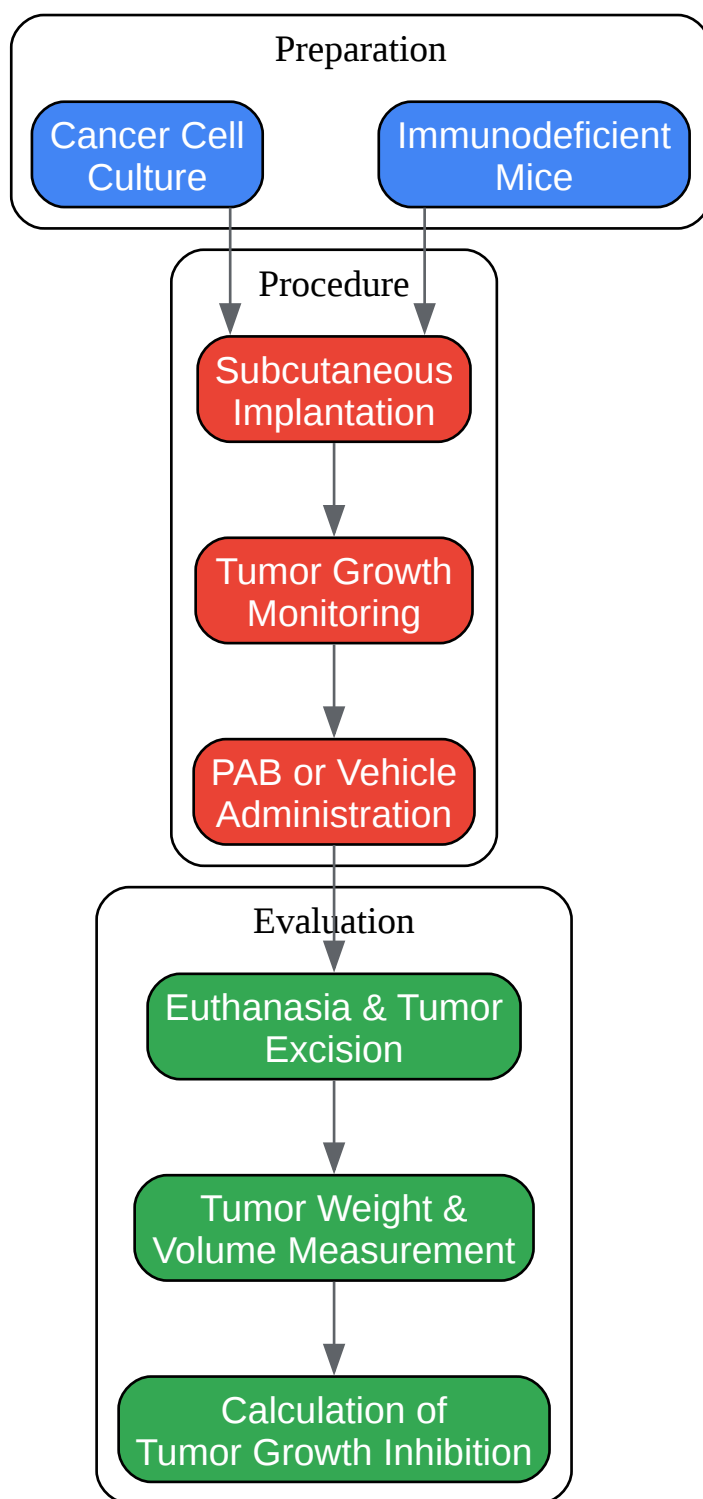 Preparation
Cancer Cell
Culture
Immunodeficient
Mice
Procedure
Subcutaneous
Implantation
Tumor Growth
Monitoring
PAB or Vehicle
Administration
Evaluation
Euthanasia & Tumor
Excision
Tumor Weight &
Volume Measurement
Calculation of
Tumor Growth Inhibition